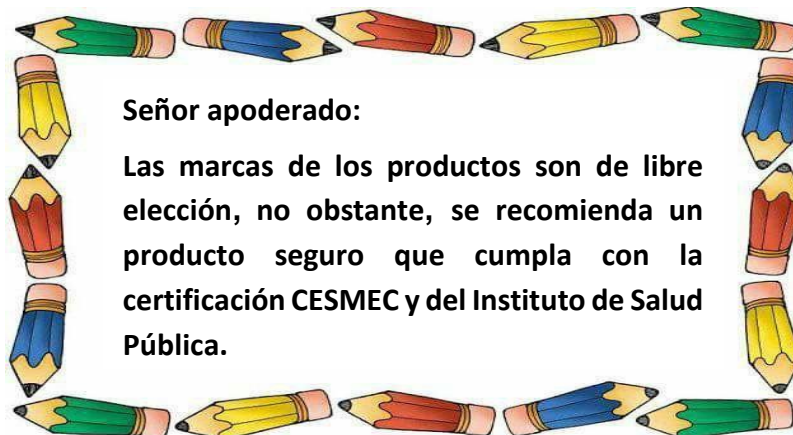 Señor apoderado:
Las marcas de los productos son de libre
elección, no obstante, se recomienda un
producto seguro que cumpla con la
certificación CESMEC y del Instituto de Salud
Pública.